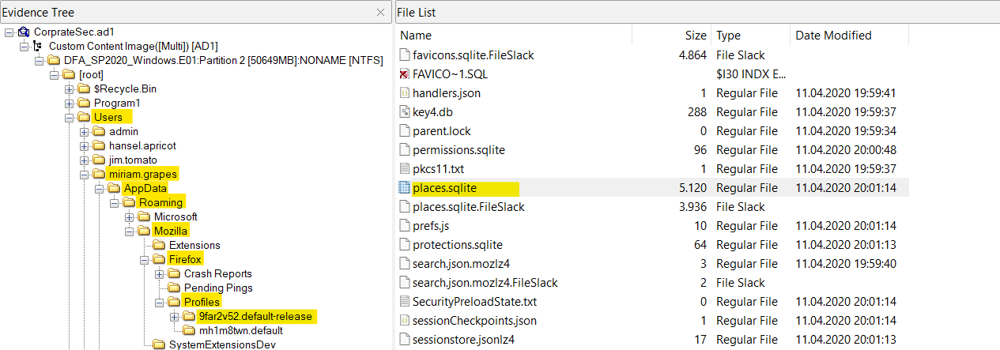 Evidence Tree
CorprateSec.ad1
Custom Content Image([Multi]) [AD1]
DFA_SP2020_Windows.E01:Partition 2 [50649MB]:NONAME [NTFS]
[root]
$Recycle.Bin
Program1
Users
admin
hansel.apricot
jim.tomato
miriam.grapes
AppData
Roaming
Microsoft
Mozilla
Extensions
Firefox
Crash Reports
Pending Pings
Profiles
9far2v52.default-release
mh1m8twn.default
SystemExtensionsDev
File List
Name Size Type Date Modified
favicons.sqlite.FileSlack 4.864 File Slack
FAVICO~1.SQL $I30 INDX E...
handlers.json 1 Regular File 11.04.2020 19:59:41
key4.db 288 Regular File 11.04.2020 19:59:37
parent.lock 0 Regular File 11.04.2020 19:59:34
permissions.sqlite 96 Regular File 11.04.2020 20:00:48
pkcs11.txt 1 Regular File 11.04.2020 19:59:37
places.sqlite 5.120 Regular File 11.04.2020 20:01:14
places.sqlite.FileSlack 3.936 File Slack
prefs.js 10 Regular File 11.04.2020 20:01:14
protections.sqlite 64 Regular File 11.04.2020 20:01:13
search.json.mozlz4 3 Regular File 11.04.2020 19:59:40
search.json.mozlz4.FileSlack 2 File Slack
SecurityPreloadState.txt 0 Regular File 11.04.2020 20:01:14
sessionCheckpoints.json 1 Regular File 11.04.2020 20:01:14
sessionstore.jsonlz4 17 Regular File 11.04.2020 20:01:13